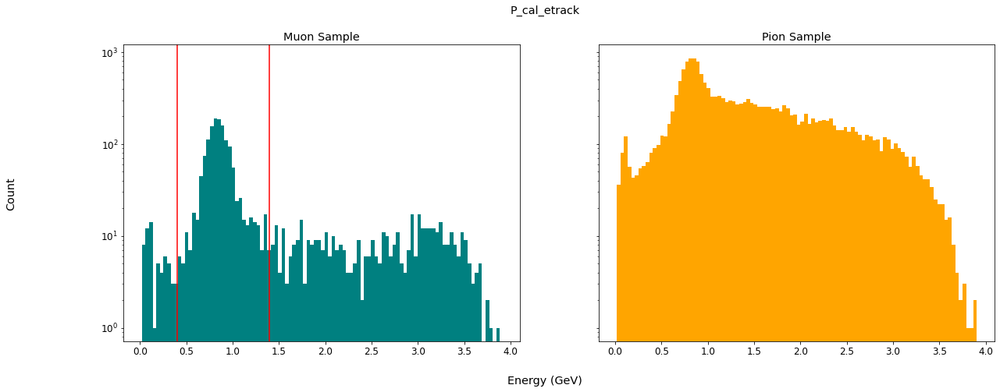 P_cal_etrack
Muon Sample
Pion Sample
Count
10³
10²
10¹
10⁰
0.0 0.5 1.0 1.5 2.0 2.5 3.0 3.5 4.0
0.0 0.5 1.0 1.5 2.0 2.5 3.0 3.5 4.0
Energy (GeV)